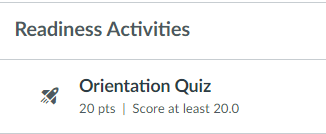 Readiness Activities
Orientation Quiz
20 pts | Score at least 20.0